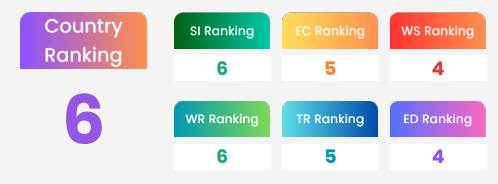 Country
Ranking
6
SI Ranking
6
EC Ranking
5
WS Ranking
4
WR Ranking
6
TR Ranking
5
ED Ranking
4